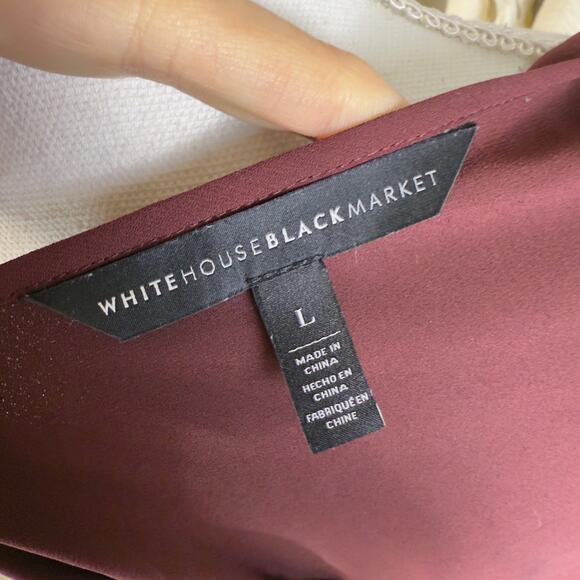 WHITEHOUSEBLACKMARKET
L
MADE IN
CHINA
HECHO EN
CHINA
FABRIQUÉ EN
CHINE